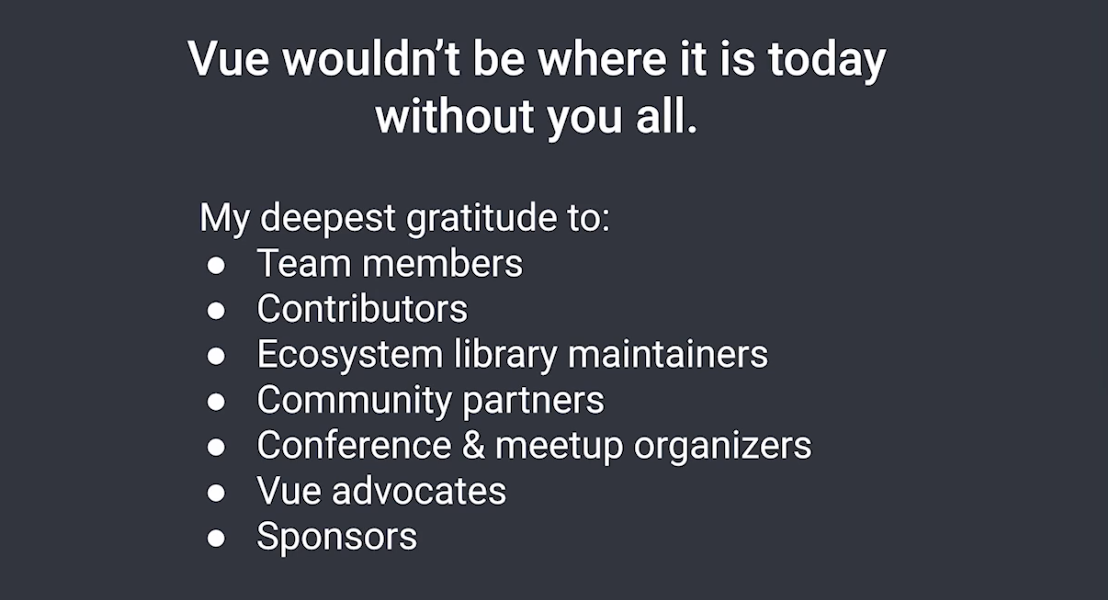 Vue wouldn’t be where it is today
without you all.
My deepest gratitude to:
● Team members
● Contributors
● Ecosystem library maintainers
● Community partners
● Conference & meetup organizers
● Vue advocates
● Sponsors